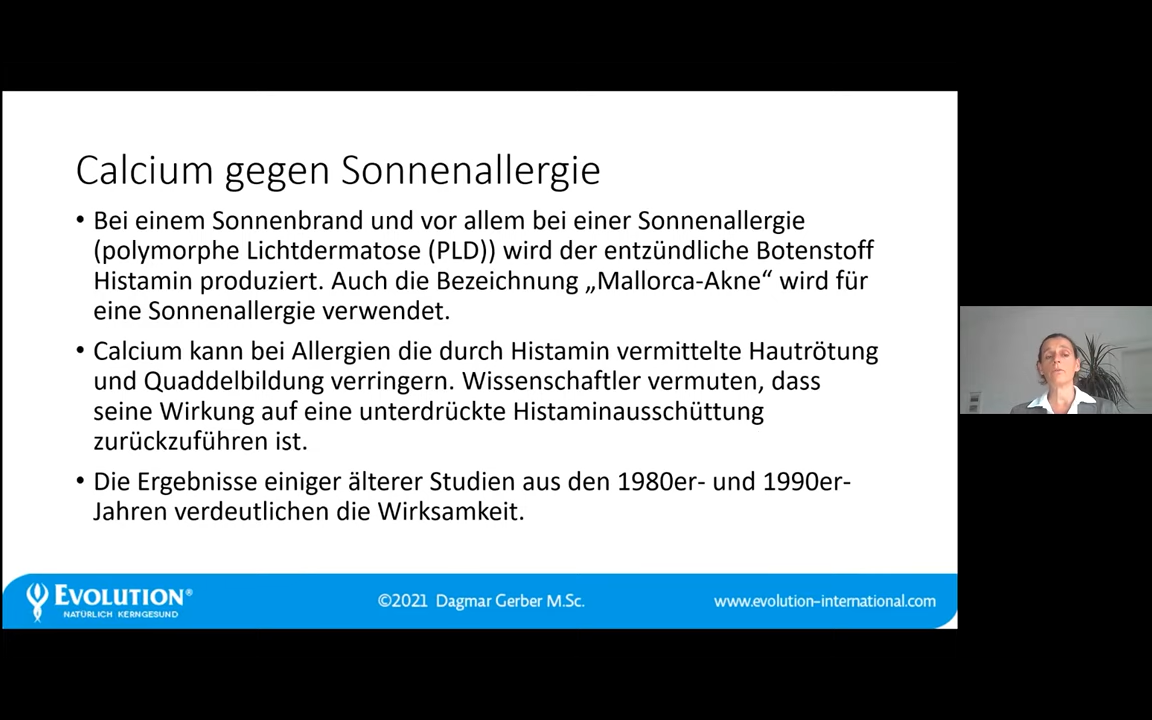 Calcium gegen Sonnenallergie
• Bei einem Sonnenbrand und vor allem bei einer Sonnenallergie
(polymorphe Lichtdermatose (PLD)) wird der entzündliche Botenstoff
Histamin produziert. Auch die Bezeichnung „Mallorca-Akne“ wird für
eine Sonnenallergie verwendet.
• Calcium kann bei Allergien die durch Histamin vermittelte Hautrötung
und Quaddelbildung verringern. Wissenschaftler vermuten, dass
seine Wirkung auf eine unterdrückte Histaminausschüttung
zurückzuführen ist.
• Die Ergebnisse einiger älterer Studien aus den 1980er- und 1990er-
Jahren verdeutlichen die Wirksamkeit.
EVOLUTION®
NATÜRLICH KERNGESUND
©2021 Dagmar Gerber M.Sc.
www.evolution-international.com